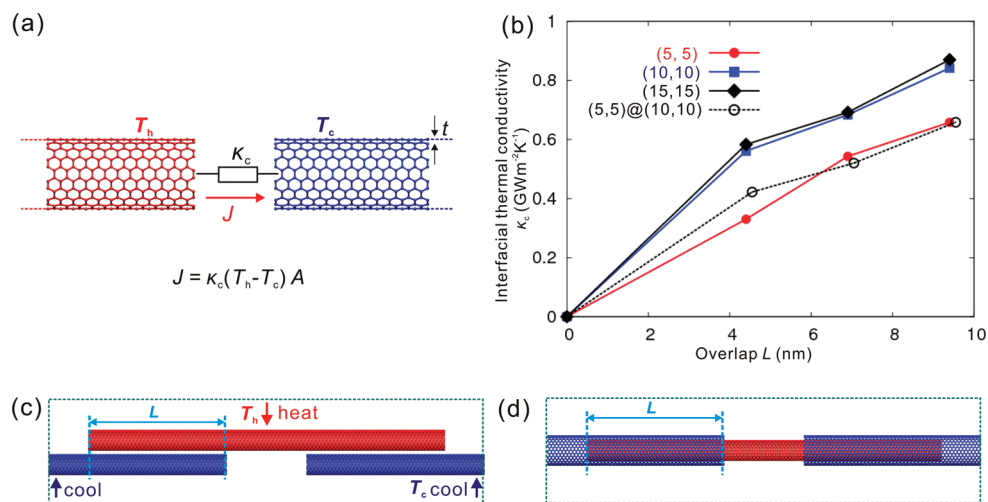 (a)
T_h
T_c
t
K_c
J
J = κ_c(T_h-T_c) A
(b)
Interfacial thermal conductivity
κ_c (GWm⁻²K⁻¹)
1
0.8
0.6
0.4
0.2
0
(5, 5)
(10,10)
(15,15)
(5,5)@(10,10)
0 2 4 6 8 10
Overlap L (nm)
(c)
L
T_h heat
cool
T_c cool
(d)
L